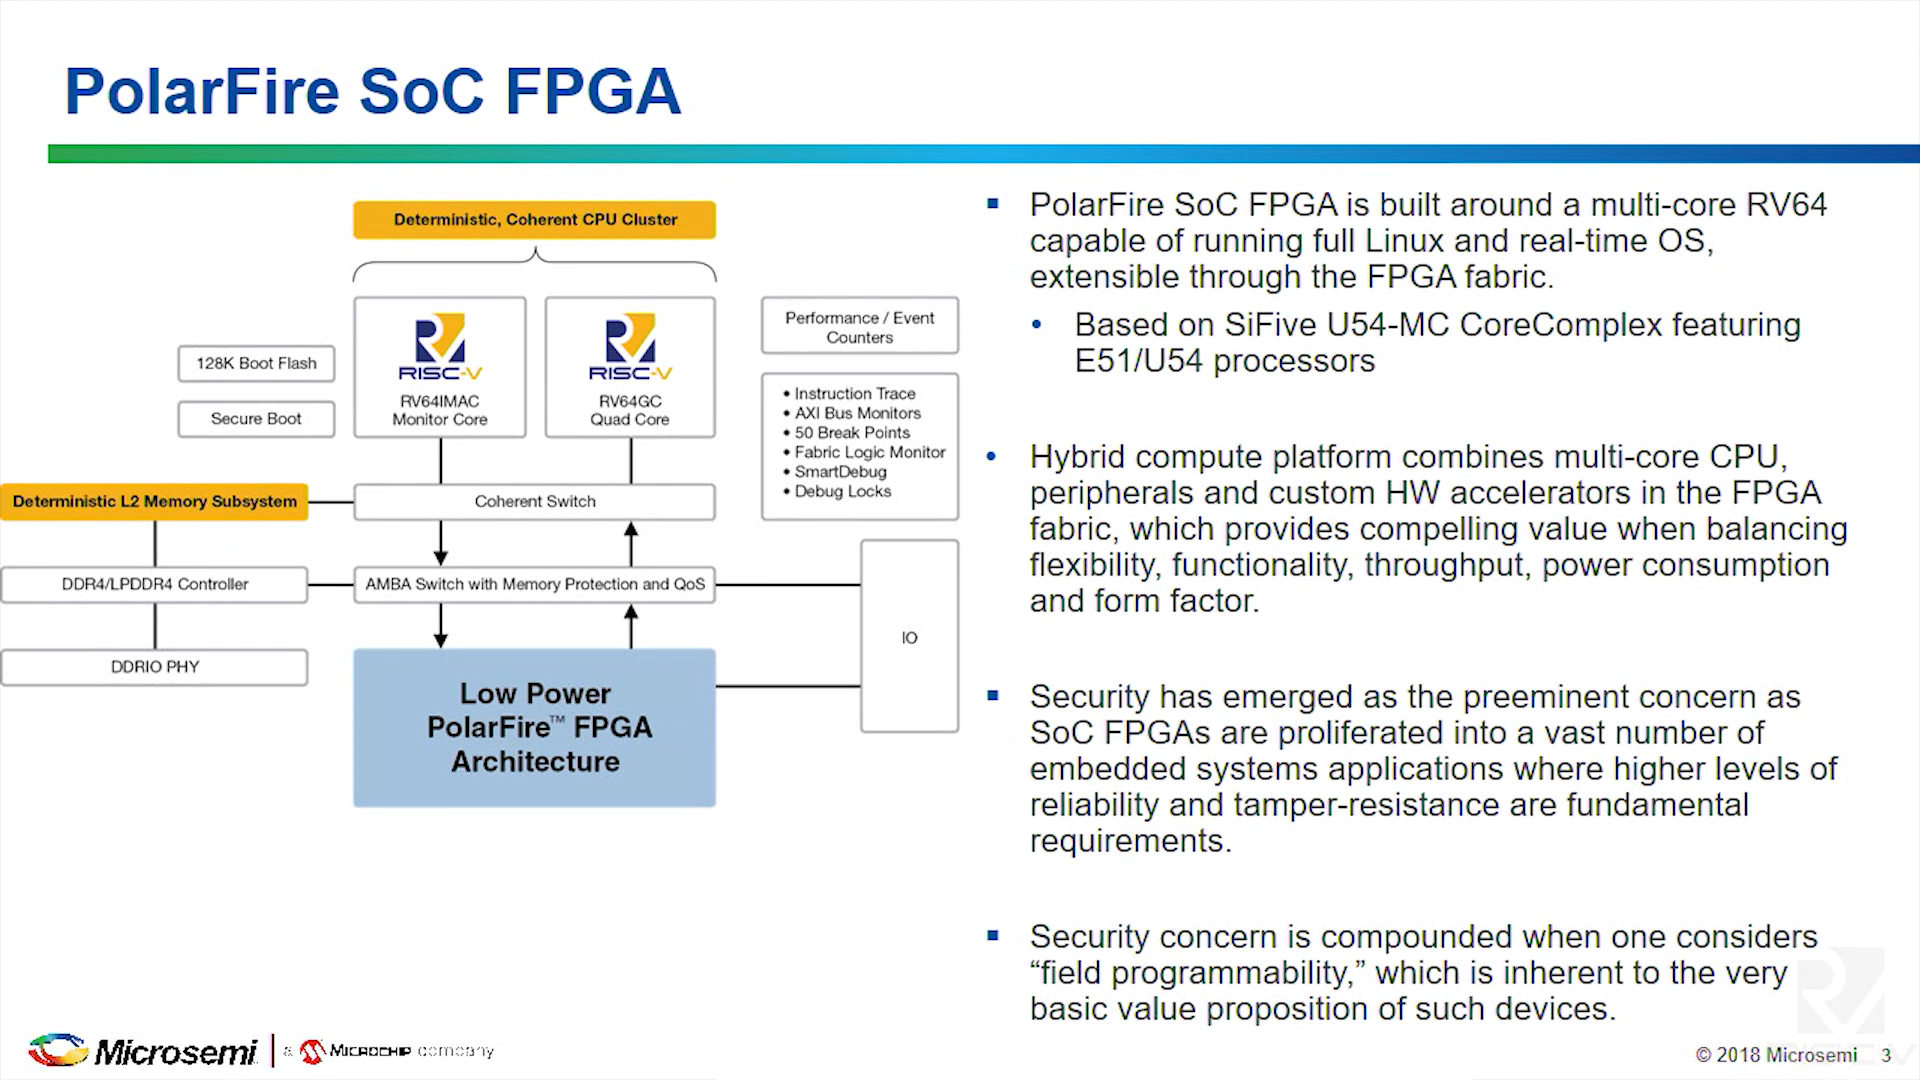 PolarFire SoC FPGA
Deterministic, Coherent CPU Cluster
128K Boot Flash
Secure Boot
RISC-V
RV64IMAC
Monitor Core
RISC-V
RV64GC
Quad Core
Performance / Event
Counters
• Instruction Trace
• AXI Bus Monitors
• 50 Break Points
• Fabric Logic Monitor
• SmartDebug
• Debug Locks
Deterministic L2 Memory Subsystem
Coherent Switch
DDR4/LPDDR4 Controller
AMBA Switch with Memory Protection and QoS
IO
DDRIO PHY
Low Power
PolarFire™ FPGA
Architecture
▪ PolarFire SoC FPGA is built around a multi-core RV64
capable of running full Linux and real-time OS,
extensible through the FPGA fabric.
• Based on SiFive U54-MC CoreComplex featuring
E51/U54 processors
• Hybrid compute platform combines multi-core CPU,
peripherals and custom HW accelerators in the FPGA
fabric, which provides compelling value when balancing
flexibility, functionality, throughput, power consumption
and form factor.
▪ Security has emerged as the preeminent concern as
SoC FPGAs are proliferated into a vast number of
embedded systems applications where higher levels of
reliability and tamper-resistance are fundamental
requirements.
▪ Security concern is compounded when one considers
“field programmability,” which is inherent to the very
basic value proposition of such devices.
Microsemi | a MICROCHIP company
© 2018 Microsemi 3
RISC-V